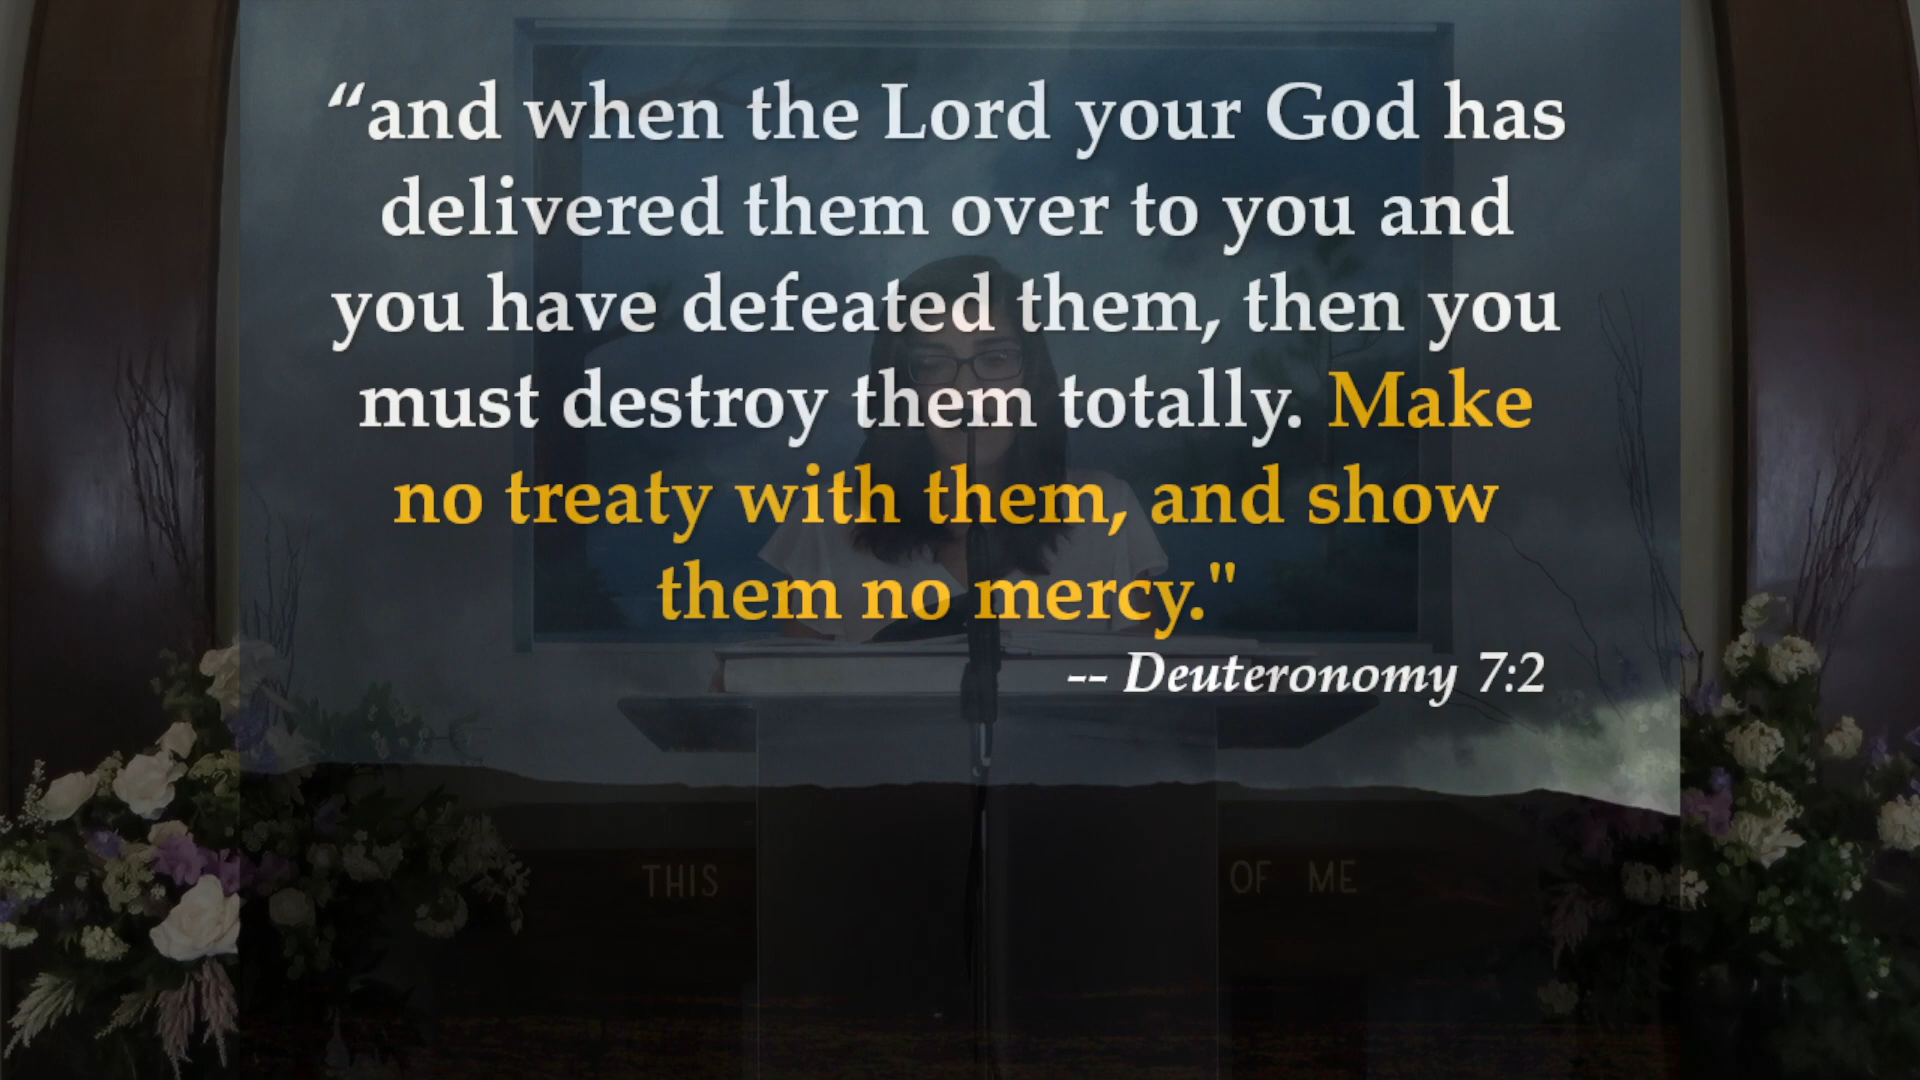 “and when the Lord your God has
delivered them over to you and
you have defeated them, then you
must destroy them totally. Make
no treaty with them, and show
them no mercy."
-- Deuteronomy 7:2
THIS OF ME